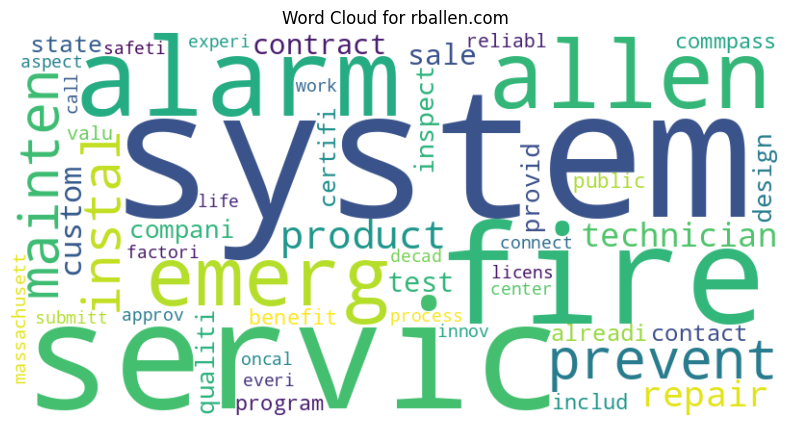 Word Cloud for rballen.com
state safeti experi contract sale reliabl commpass
aspect call alarm work allen
system
mainten valu instal custom life certifi inspect provid public design
compani product connect technician
factori decad licens
emerg test center fire
massachusett submitt approv benefit process innov alreadi contact
servic
qualiti oncal prevent
everi program includ repair